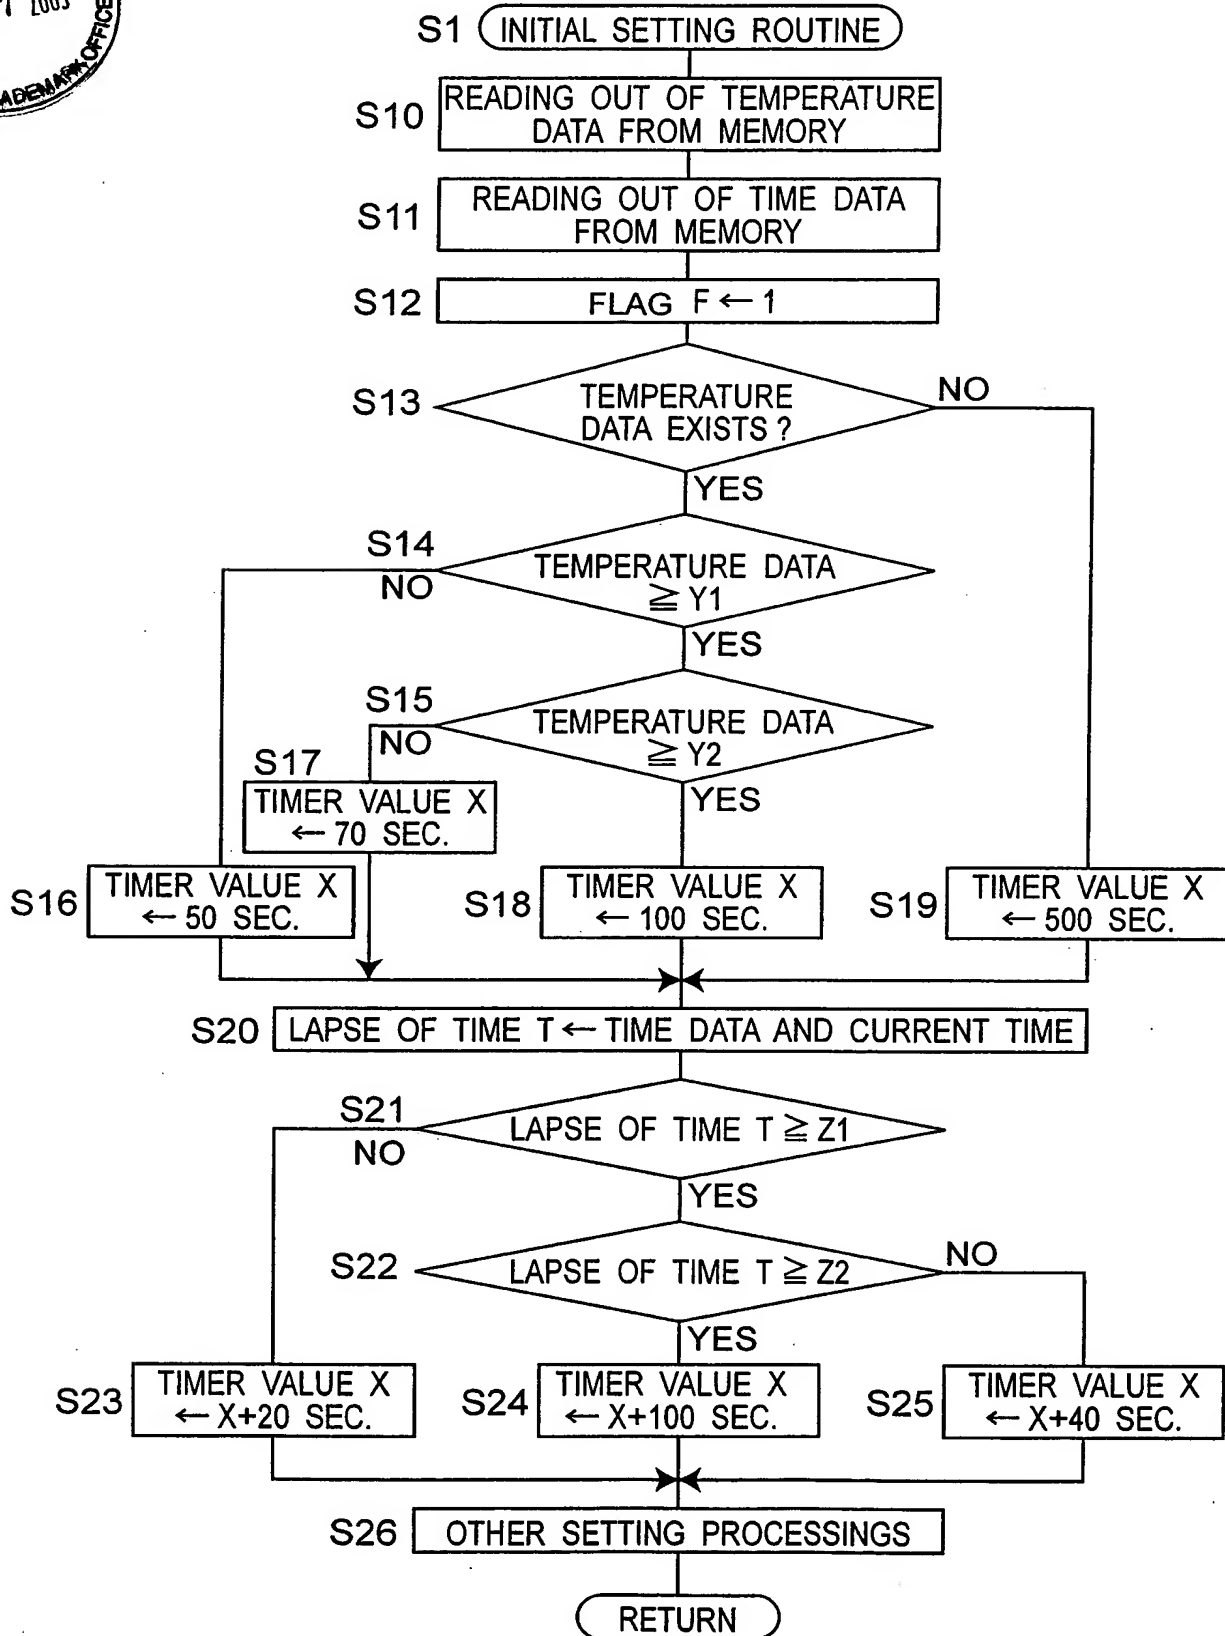 2003
ADEMARK OFFICE
S1 INITIAL SETTING ROUTINE
S10 READING OUT OF TEMPERATURE
DATA FROM MEMORY
S11 READING OUT OF TIME DATA
FROM MEMORY
S12 FLAG F ← 1
S13 TEMPERATURE
DATA EXISTS ?
NO
YES
S14 TEMPERATURE DATA
≧ Y1
NO
YES
S15 TEMPERATURE DATA
≧ Y2
NO
YES
S17 TIMER VALUE X
← 70 SEC.
S16 TIMER VALUE X
← 50 SEC.
S18 TIMER VALUE X
← 100 SEC.
S19 TIMER VALUE X
← 500 SEC.
S20 LAPSE OF TIME T ← TIME DATA AND CURRENT TIME
S21 LAPSE OF TIME T ≧ Z1
NO
YES
S22 LAPSE OF TIME T ≧ Z2
NO
YES
S23 TIMER VALUE X
← X+20 SEC.
S24 TIMER VALUE X
← X+100 SEC.
S25 TIMER VALUE X
← X+40 SEC.
S26 OTHER SETTING PROCESSINGS
RETURN